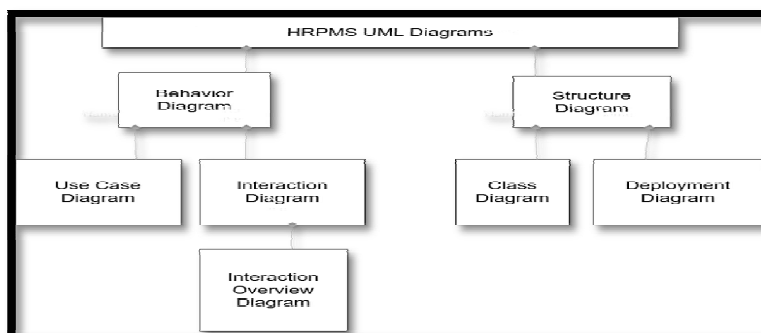 HRPMS UML Diagrams
Behavior
Diagram
Structure
Diagram
Use Case
Diagram
Interaction
Diagram
Class
Diagram
Deployment
Diagram
Interaction
Overview
Diagram